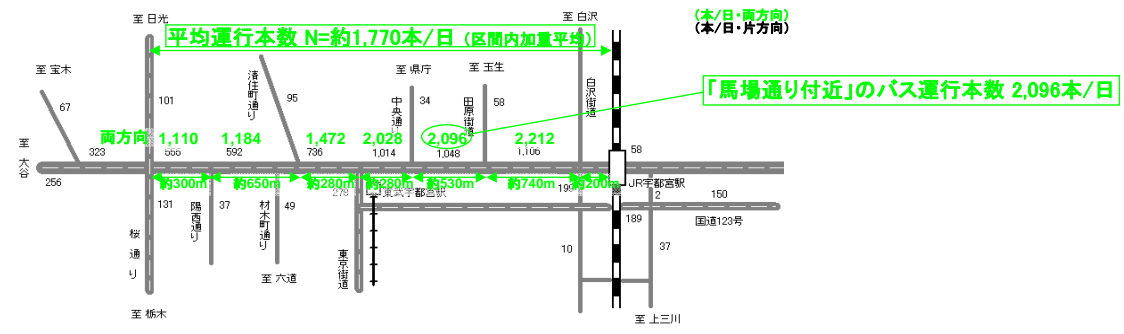 至 日光
至 白沢
(本/日・両方向)
(本/日・片方向)
平均運行本数 N=約1,770本/日 (区間内加重平均)
至 宝木
清住町通り
至 県庁
至 玉生
白沢街道
67
101
95
中央通り
34
田原街道
58
「馬場通り付近」のバス運行本数 2,096本/日
両方向
1,110
1,184
1,472
2,028
2,096
2,212
至 大谷
323
555
592
736
1,014
1,048
1,106
58
256
約300m
約650m
約280m
約280m
約530m
約740m
約200m
JR宇都宮駅
278
東武宇都宮駅
199
2
150
131
陽西通り
37
材木町通り
49
189
国道123号
桜通り
東京街道
10
37
至 六道
至 栃木
至 上三川